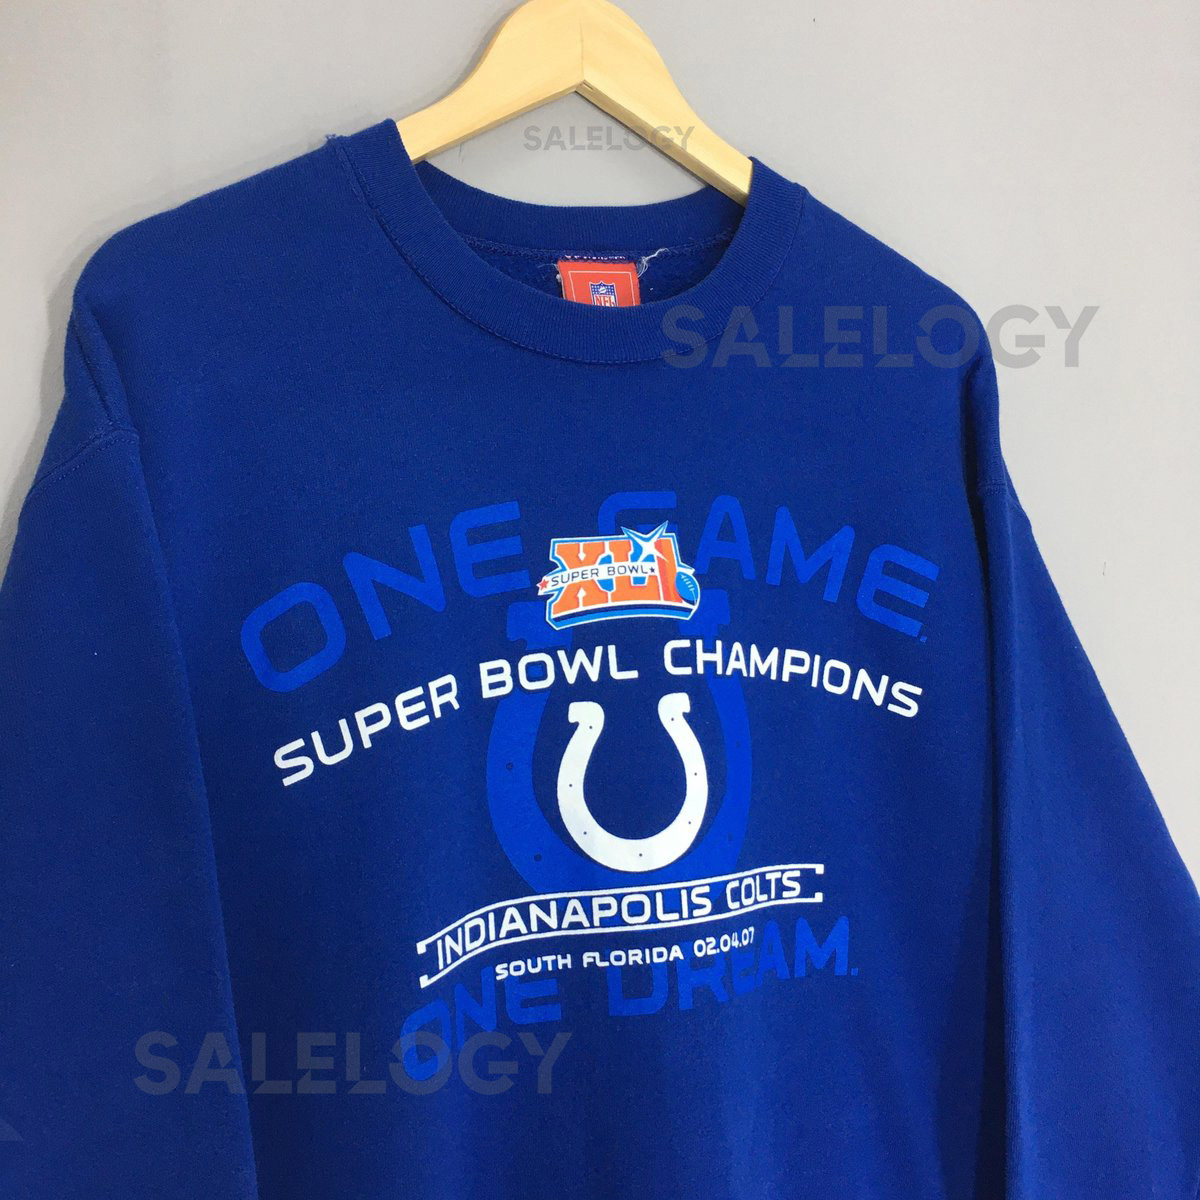 SALELOGY
NFL
SALELOGY
ONE GAME.
XLI
SUPER BOWL
SUPER BOWL CHAMPIONS
INDIANAPOLIS COLTS
SOUTH FLORIDA 02.04.07
ONE DREAM.
SALELOGY